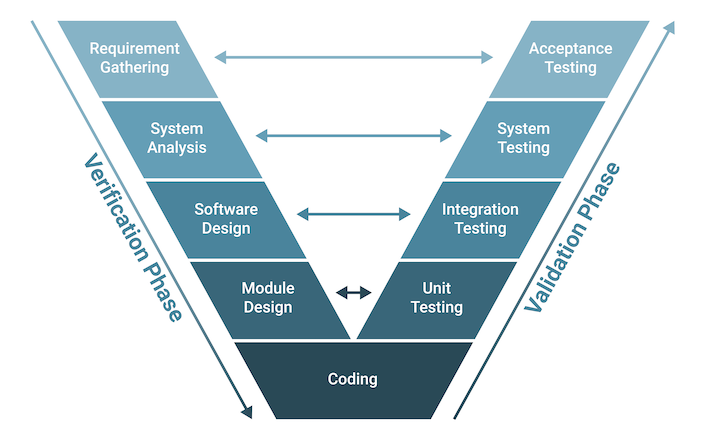 Requirement
Gathering
Acceptance
Testing
System
Analysis
System
Testing
Software
Design
Integration
Testing
Module
Design
Unit
Testing
Coding
Verification Phase
Validation Phase